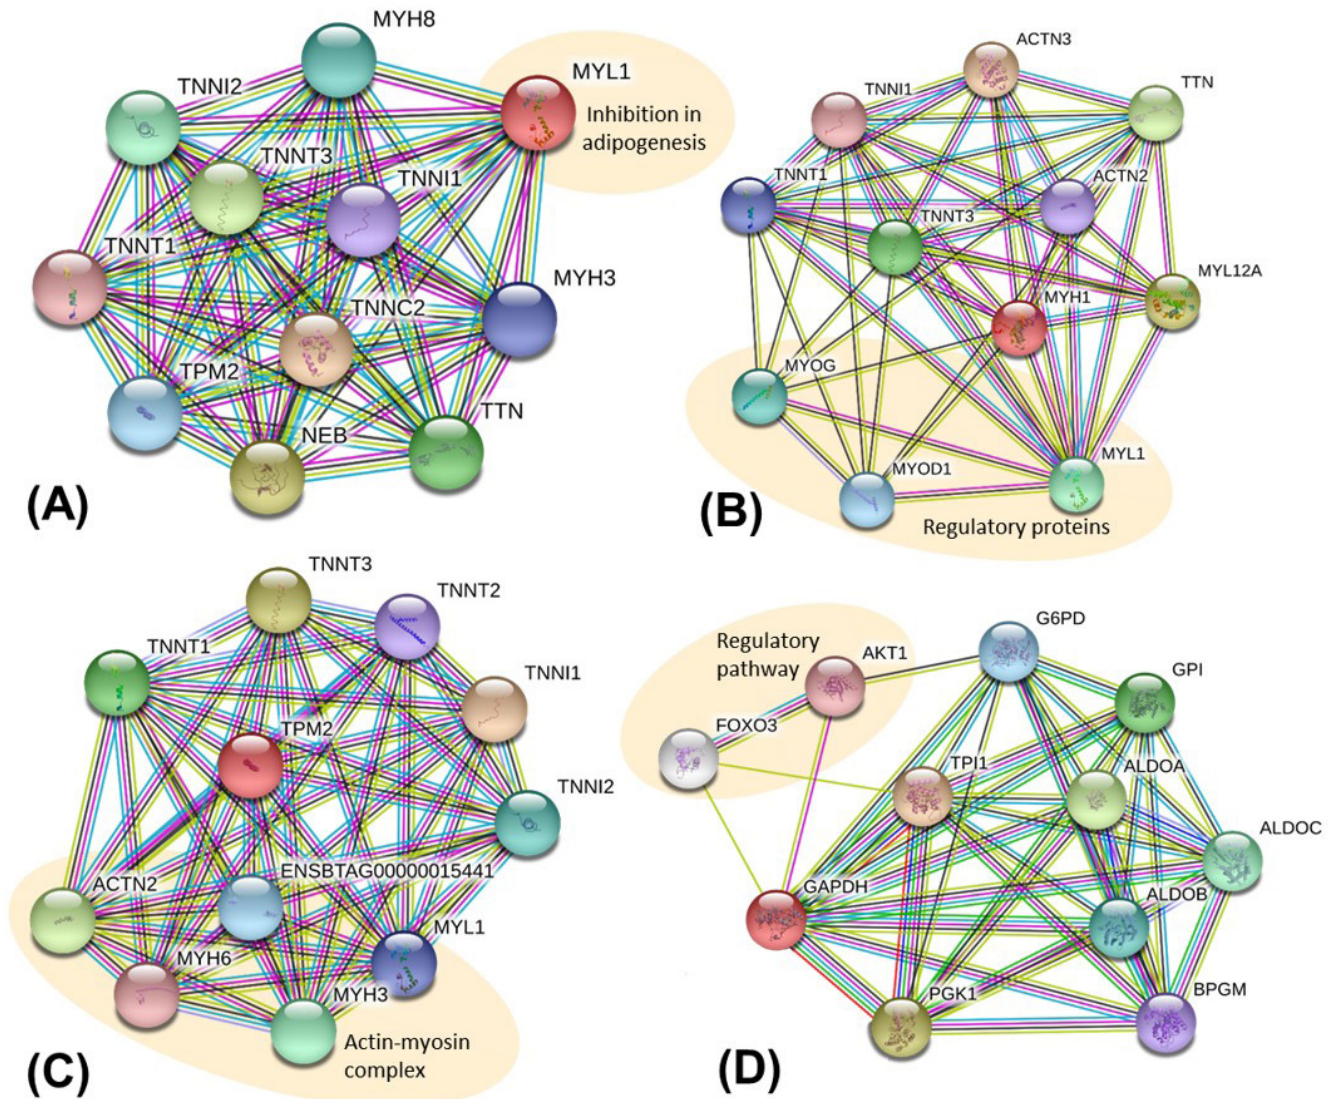 MYH8
MYL1
TNNI2
Inhibition in
adipogenesis
TNNT3
TNNI1
TNNT1
MYH3
TNNC2
TPM2
TTN
NEB
(A)
ACTN3
TTN
TNNI1
TNNT1
ACTN2
TNNT3
MYL12A
MYH1
MYOG
MYL1
MYOD1
Regulatory proteins
(B)
TNNT3
TNNT2
TNNT1
TNNI1
TPM2
TNNI2
ENSBTAG00000015441
ACTN2
MYL1
MYH6
MYH3
Actin-myosin
complex
(C)
G6PD
Regulatory
pathway
AKT1
GPI
FOXO3
TPI1
ALDOA
ALDOC
GAPDH
ALDOB
PGK1
BPGM
(D)